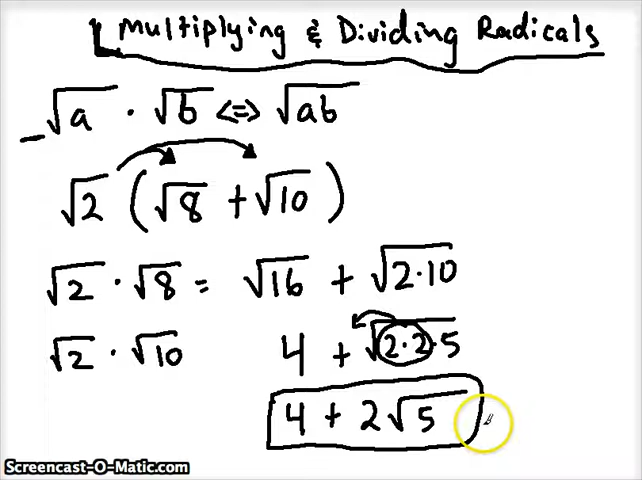 Multiplying & Dividing Radicals
√a · √b <=> √ab
√2 (√8 + √10)
√2 · √8 = √16 + √2·10
√2 · √10 4 + √2·2·5
4 + 2√5
Screencast-O-Matic.com